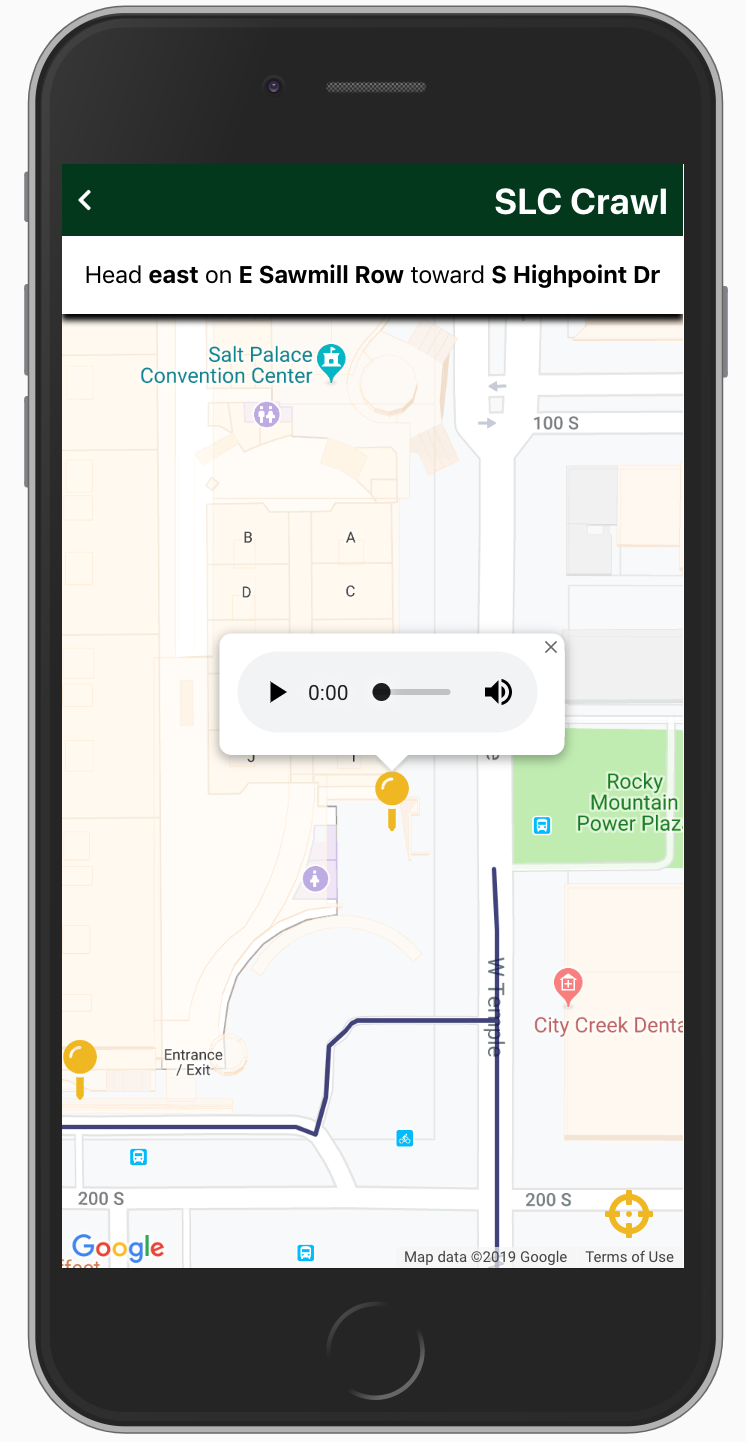 SLC Crawl
Head east on E Sawmill Row toward S Highpoint Dr
Salt Palace
Convention Center
100 S
B
A
D
C
0:00
J
Rocky
Mountain
Power Plaz
W Temple
City Creek Denta
Entrance
/ Exit
200 S
200 S
Google
Map data ©2019 Google
Terms of Use